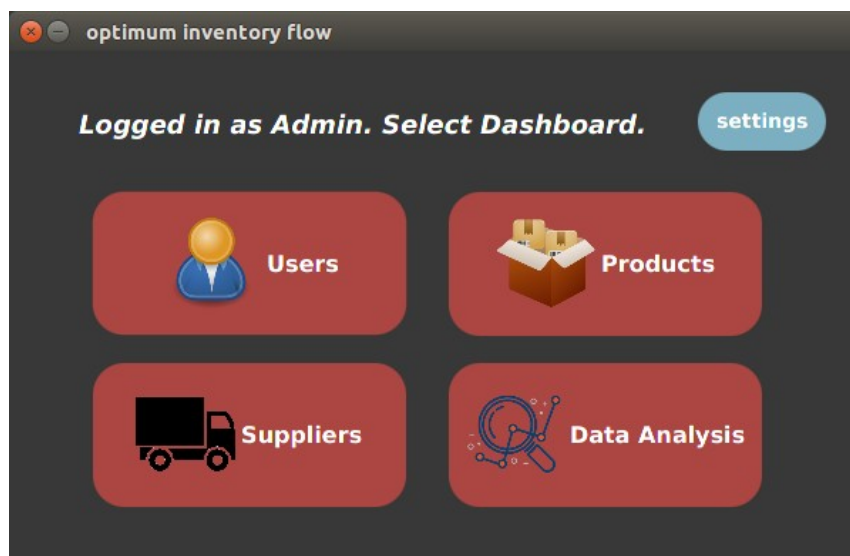 optimum inventory flow
Logged in as Admin. Select Dashboard.
settings
Users
Products
Suppliers
Data Analysis